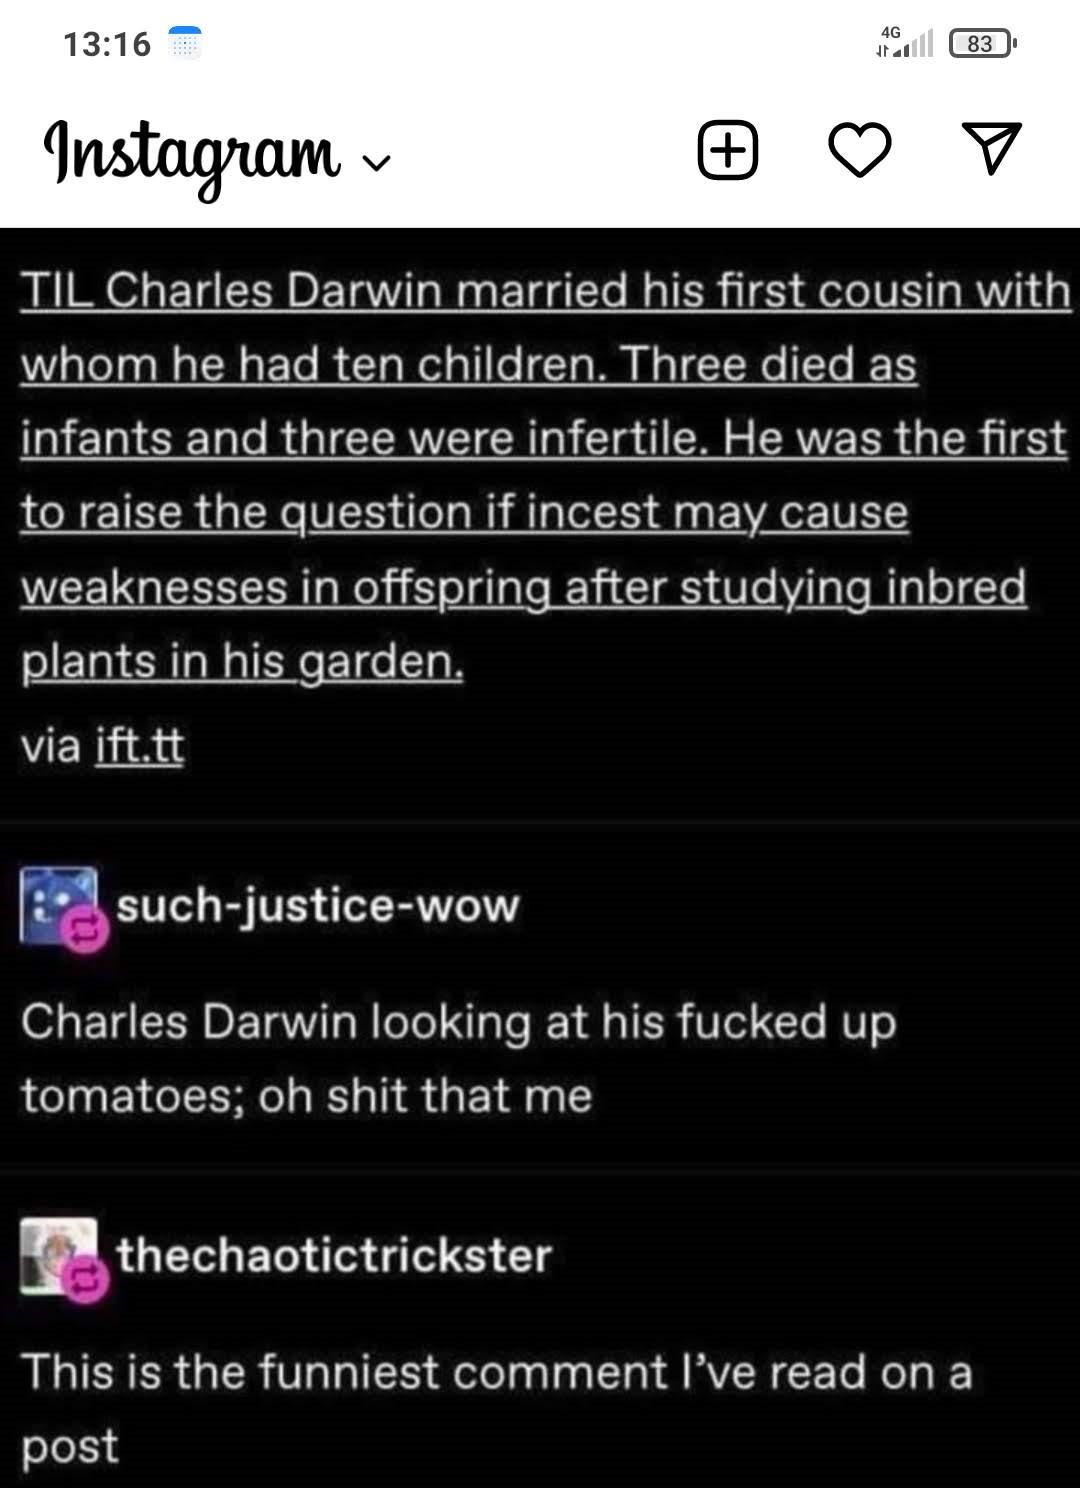 13:16
4G
83
Instagram
TIL Charles Darwin married his first cousin with
whom he had ten children. Three died as
infants and three were infertile. He was the first
to raise the question if incest may cause
weaknesses in offspring after studying inbred
plants in his garden.
via ift.tt
such-justice-wow
Charles Darwin looking at his fucked up
tomatoes; oh shit that me
thechaotictrickster
This is the funniest comment I’ve read on a
post